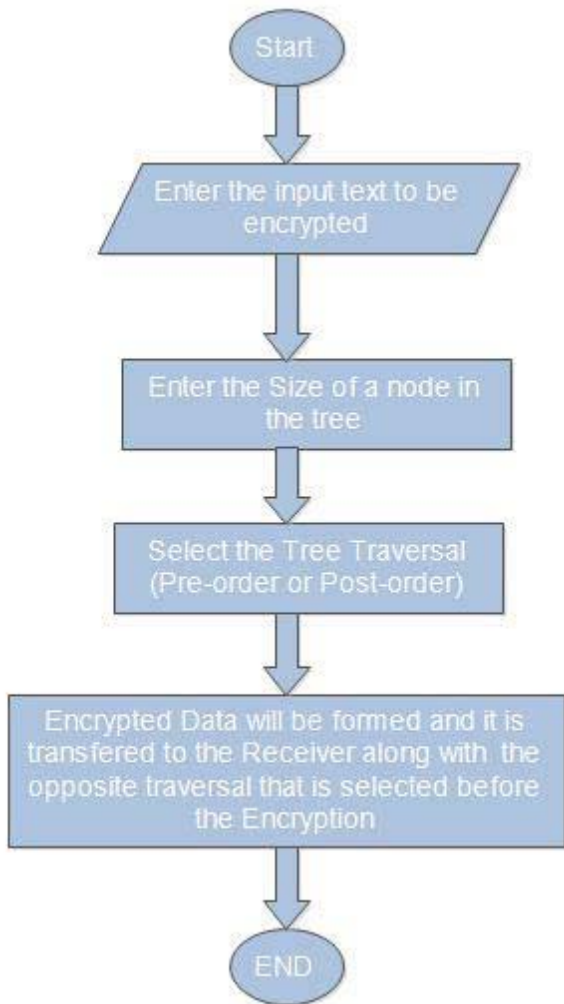 Start
Enter the input text to be
encrypted
Enter the Size of a node in
the tree
Select the Tree Traversal
(Pre-order or Post-order)
Encrypted Data will be formed and it is
transfered to the Receiver along with the
opposite traversal that is selected before
the Encryption
END